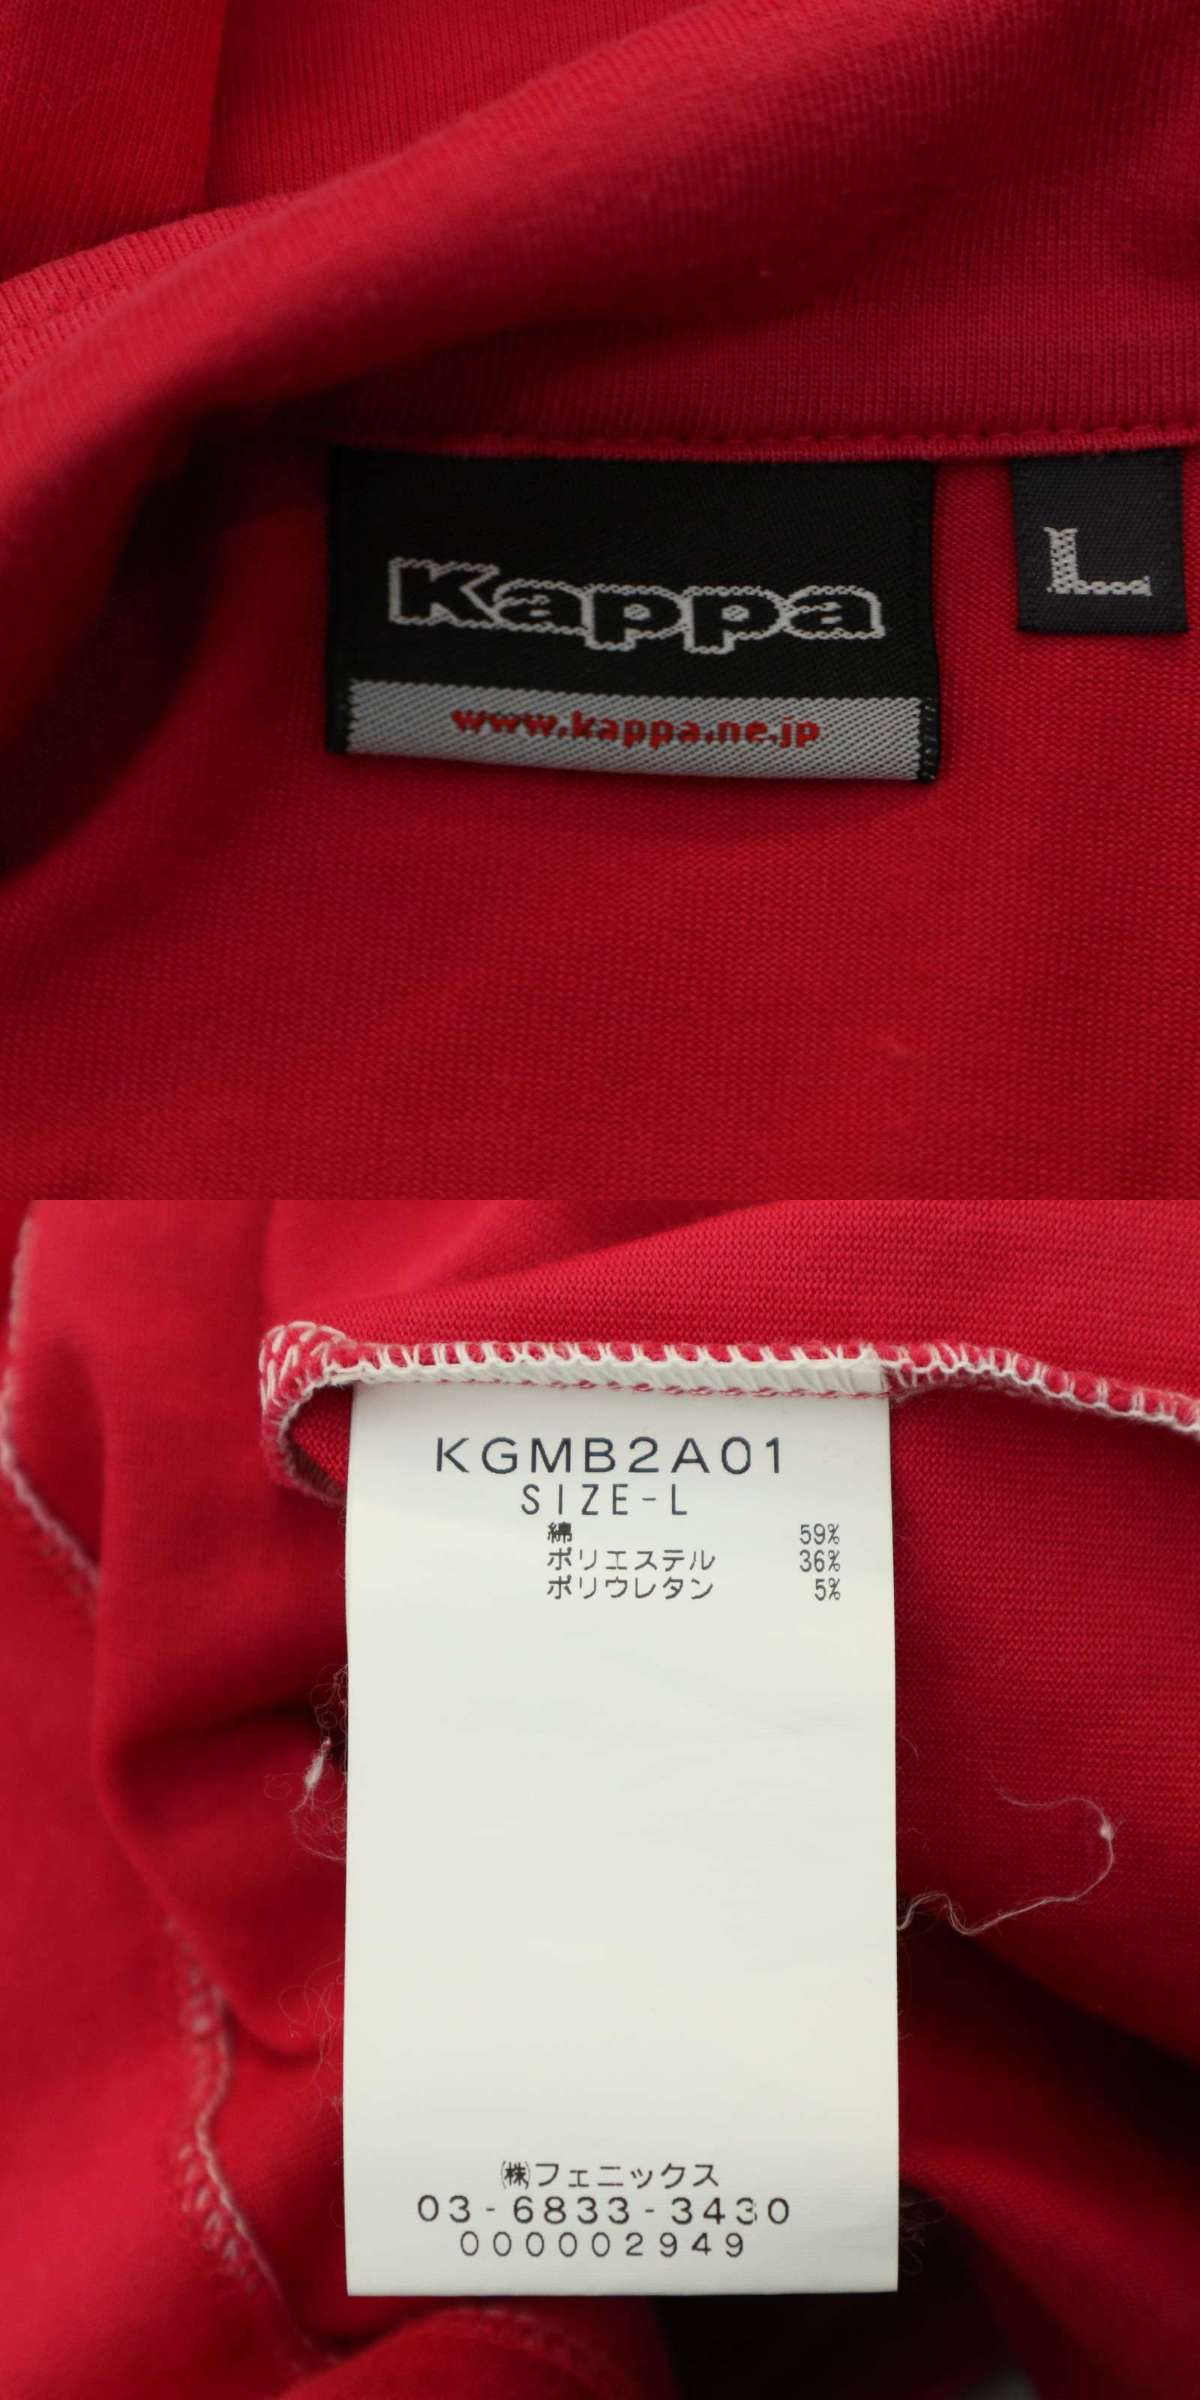 Kappa
www.kappa.ne.jp
L
KGMB2A01
SIZE-L
綿 59%
ポリエステル 36%
ポリウレタン 5%
㈱フェニックス
03-6833-3430
0000002949